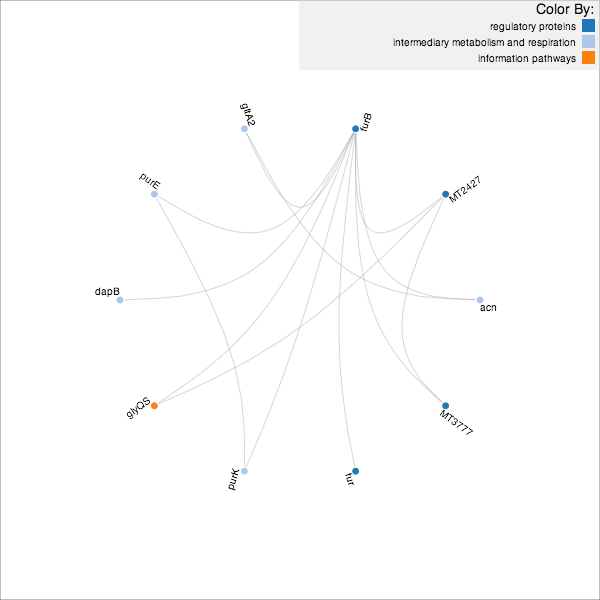 Color By:
regulatory proteins
intermediary metabolism and respiration
information pathways
gltA2
furB
purE
MT2427
dapB
acn
glyQS
MT3777
purK
fur